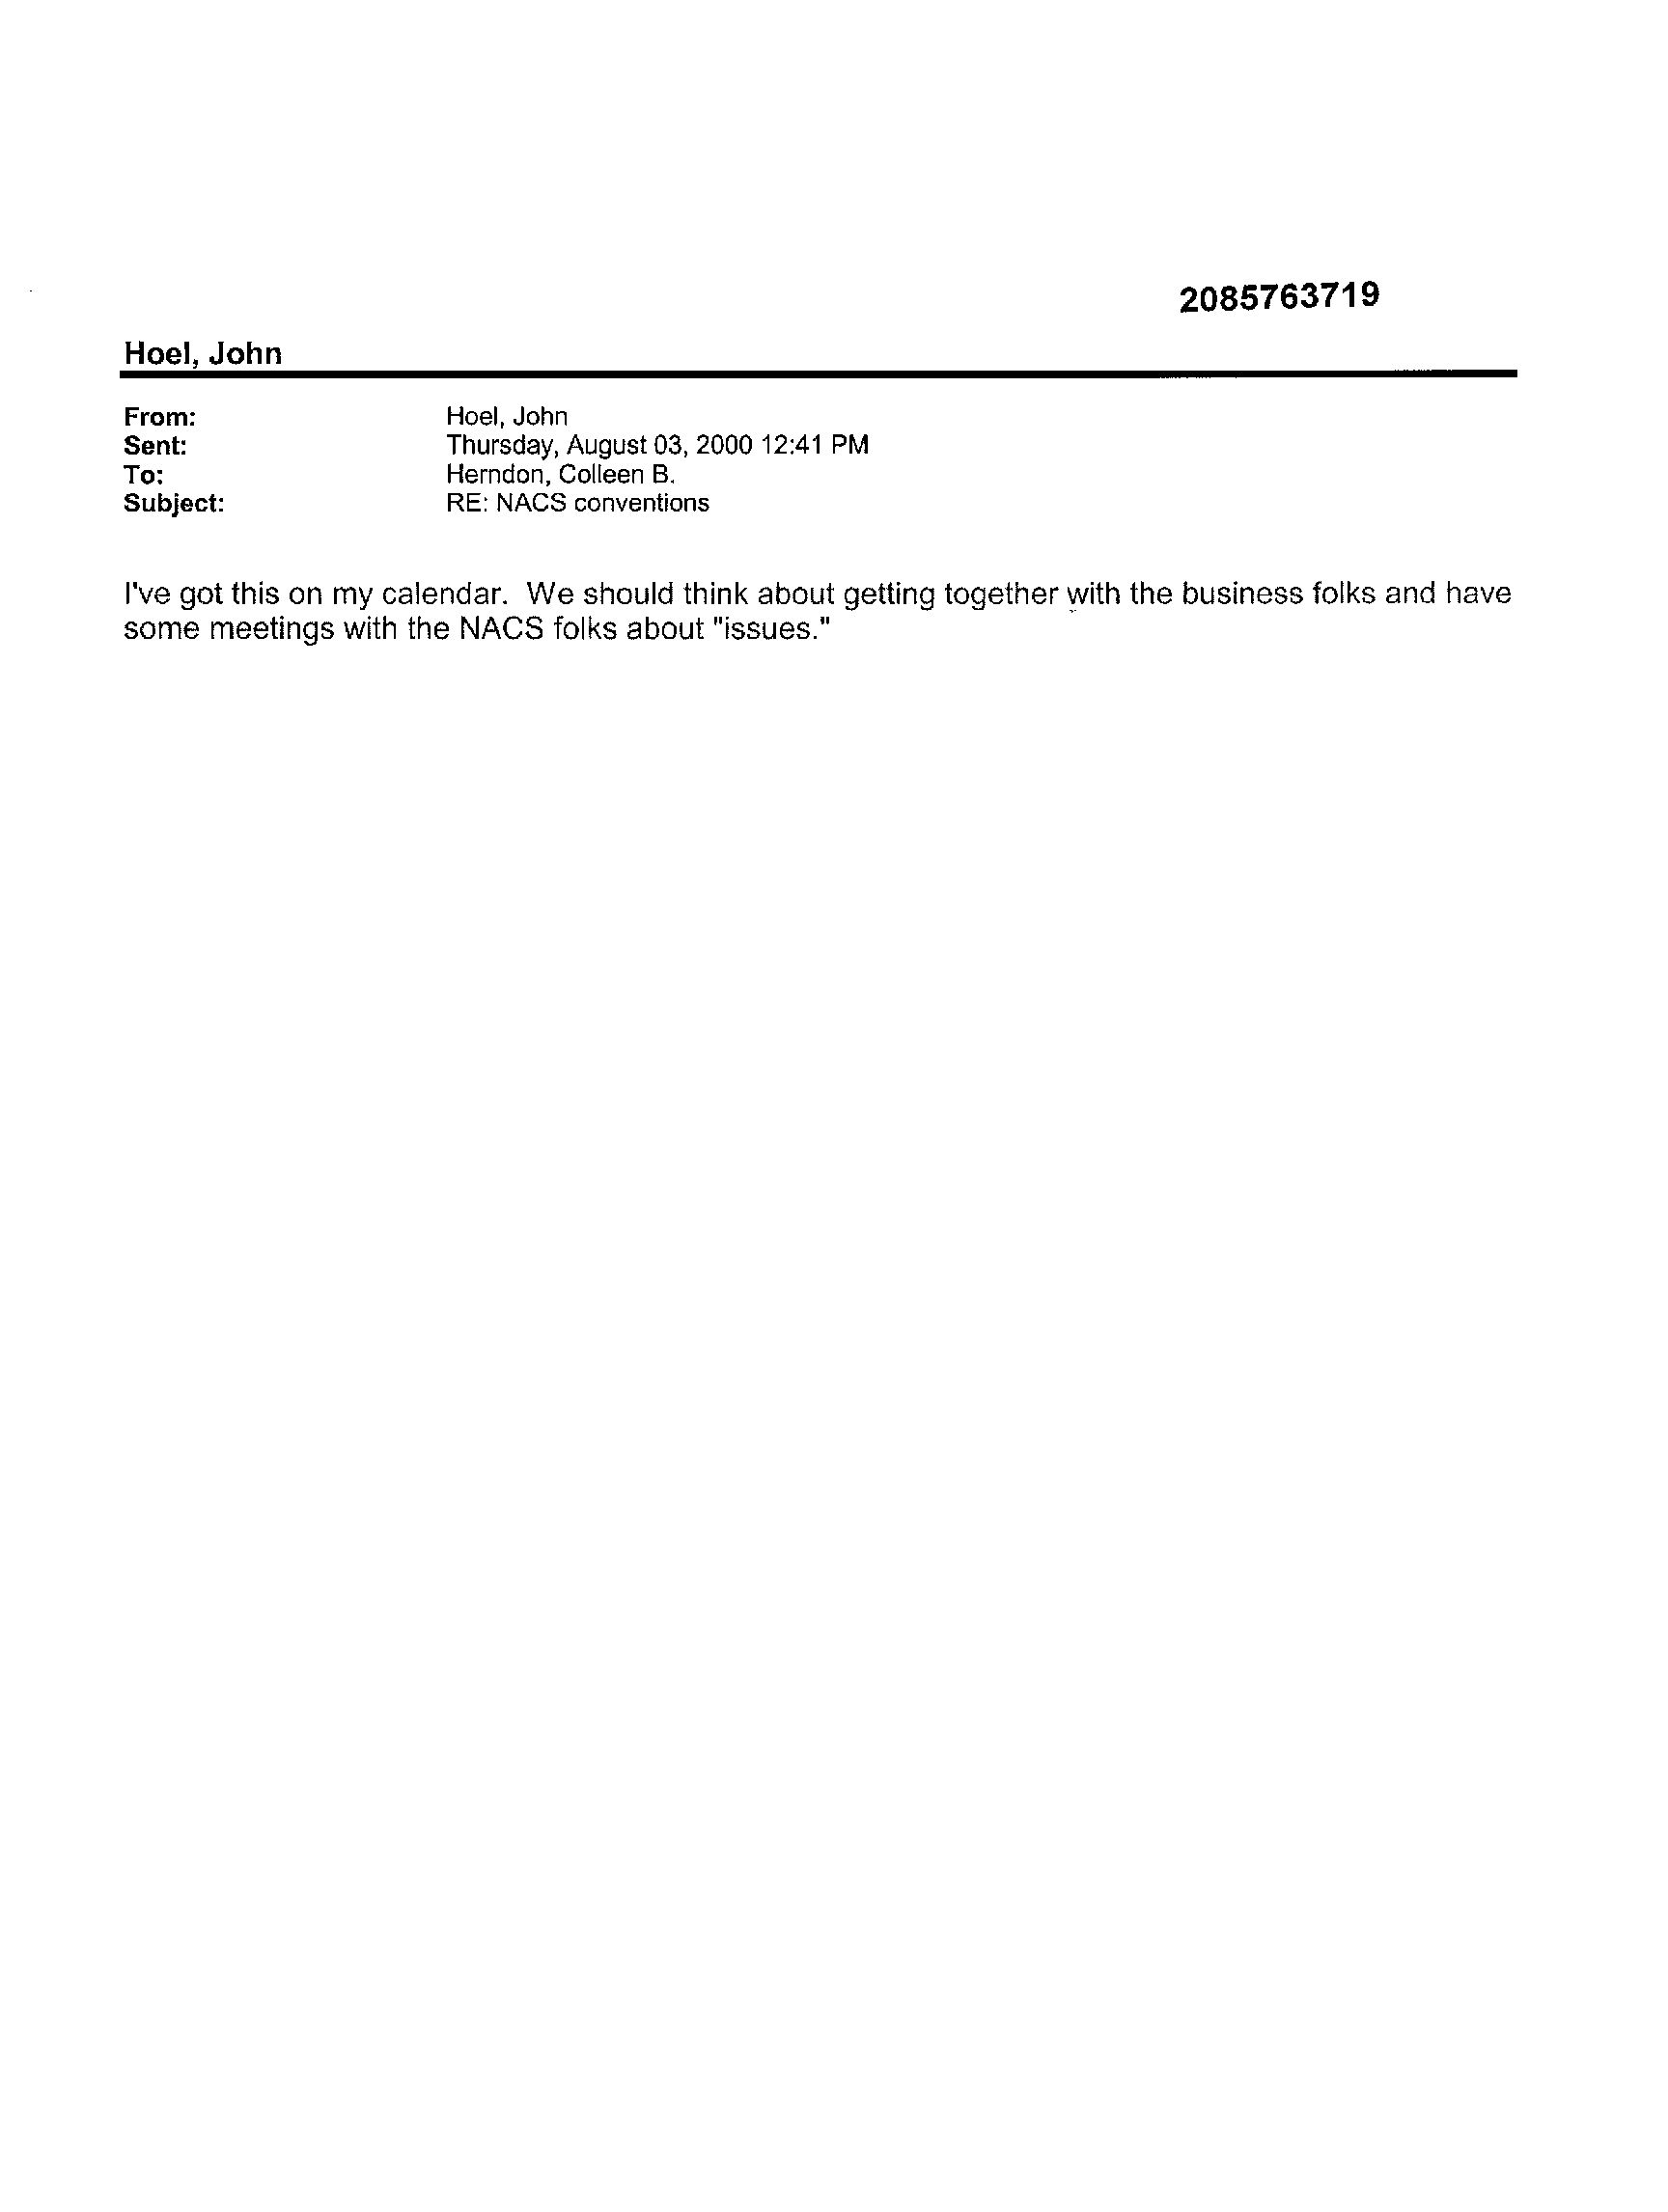 2085763719
Hoel, John
From: Hoel, John
Sent: Thursday, August 03, 2000 12:41 PM
To: Herndon, Colleen B.
Subject: RE: NACS conventions
I've got this on my calendar.  We should think about getting together with the business folks and have
some meetings with the NACS folks about "issues."